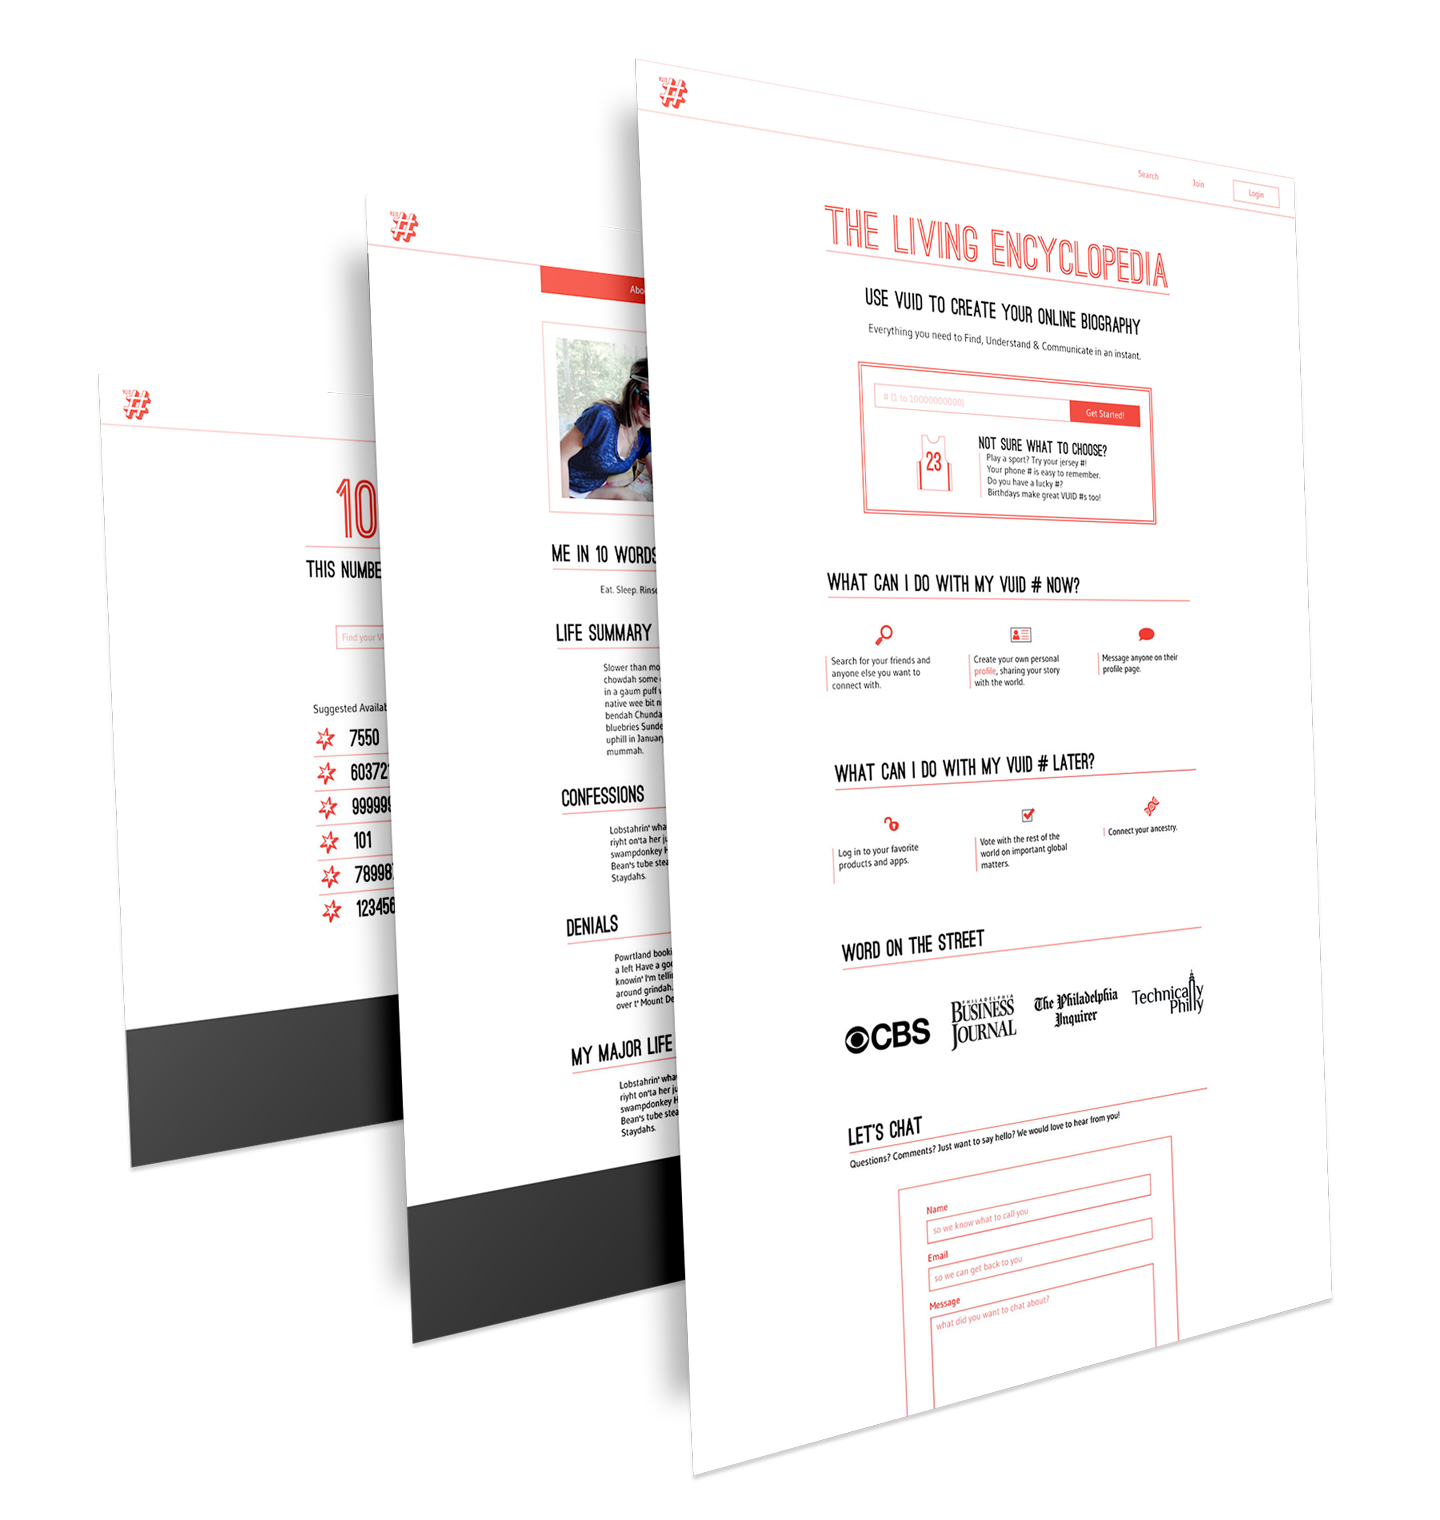 VUID
#
Search
Join
Login
THE LIVING ENCYCLOPEDIA
USE VUID TO CREATE YOUR ONLINE BIOGRAPHY
Everything you need to Find, Understand & Communicate in an instant.
# (1 to 10000000000)
Get Started!
23
NOT SURE WHAT TO CHOOSE?
Play a sport? Try your jersey #!
Your phone # is easy to remember.
Do you have a lucky #?
Birthdays make great VUID #s too!
WHAT CAN I DO WITH MY VUID # NOW?
Search for your friends and
anyone else you want to
connect with.
Create your own personal
profile, sharing your story
with the world.
Message anyone on their
profile page.
WHAT CAN I DO WITH MY VUID # LATER?
Log in to your favorite
products and apps.
Vote with the rest of the
world on important global
matters.
Connect your ancestry.
WORD ON THE STREET
CBS
PHILADELPHIA
BUSINESS
JOURNAL
The Philadelphia
Inquirer
Technically
Philly
LET'S CHAT
Questions? Comments? Just want to say hello? We would love to hear from you!
Name
so we know what to call you
Email
so we can get back to you
Message
what did you want to chat about?
VUID
#
Abo
ME IN 10 WORDS
Eat. Sleep. Rins
LIFE SUMMARY
Slower than mo
chowdah some
in a gaum puff
native wee bit n
bendah Chunda
bluebries Sunde
uphill in January
mummah.
CONFESSIONS
Lobstahrin' wha
riyht on'ta her ju
swampdonkey H
Bean's tube stea
Staydahs.
DENIALS
Powrtland booki
a left Have a go
knowin' I'm telli
around grindah.
over t' Mount De
MY MAJOR LIFE
Lobstahrin' wha
riyht on'ta her ju
swampdonkey H
Bean's tube stea
Staydahs.
VUID
#
10
THIS NUMBE
Find your V
Suggested Availab
7550
60372
999999
101
78998
123456